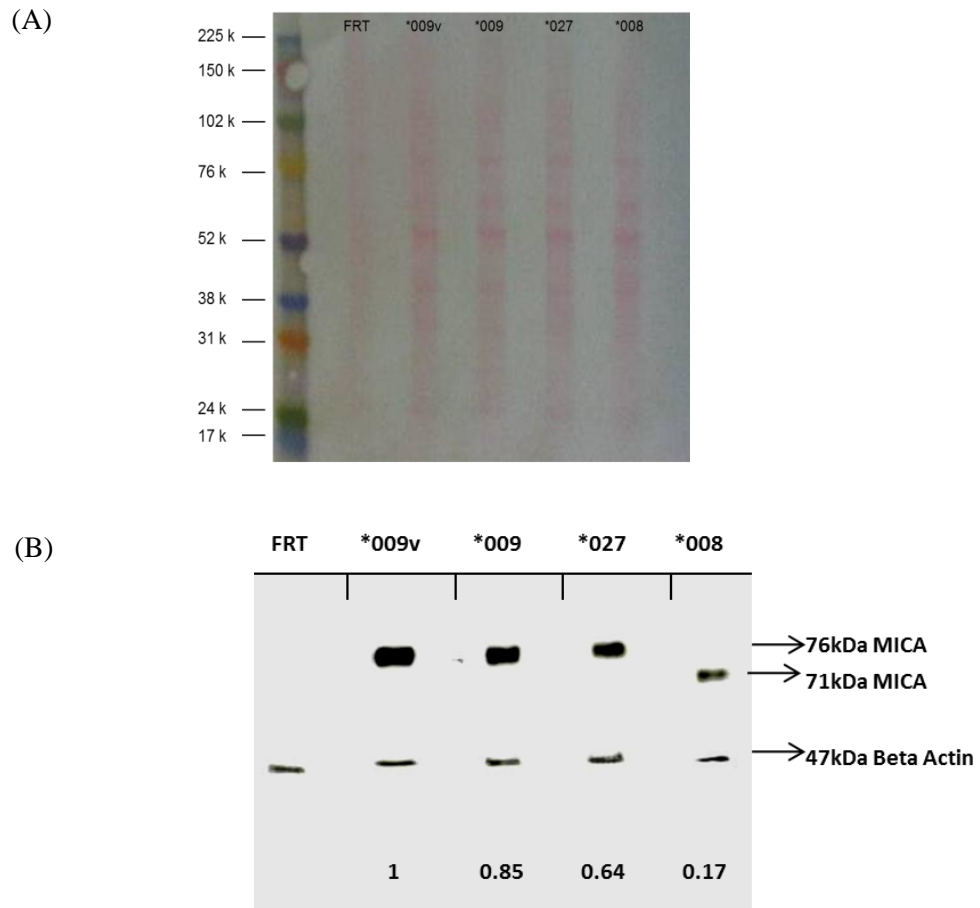 (A)
FRT *009v *009 *027 *008
225 k
150 k
102 k
76 k
52 k
38 k
31 k
24 k
17 k
(B)
FRT *009v *009 *027 *008
76kDa MICA
71kDa MICA
47kDa Beta Actin
1 0.85 0.64 0.17